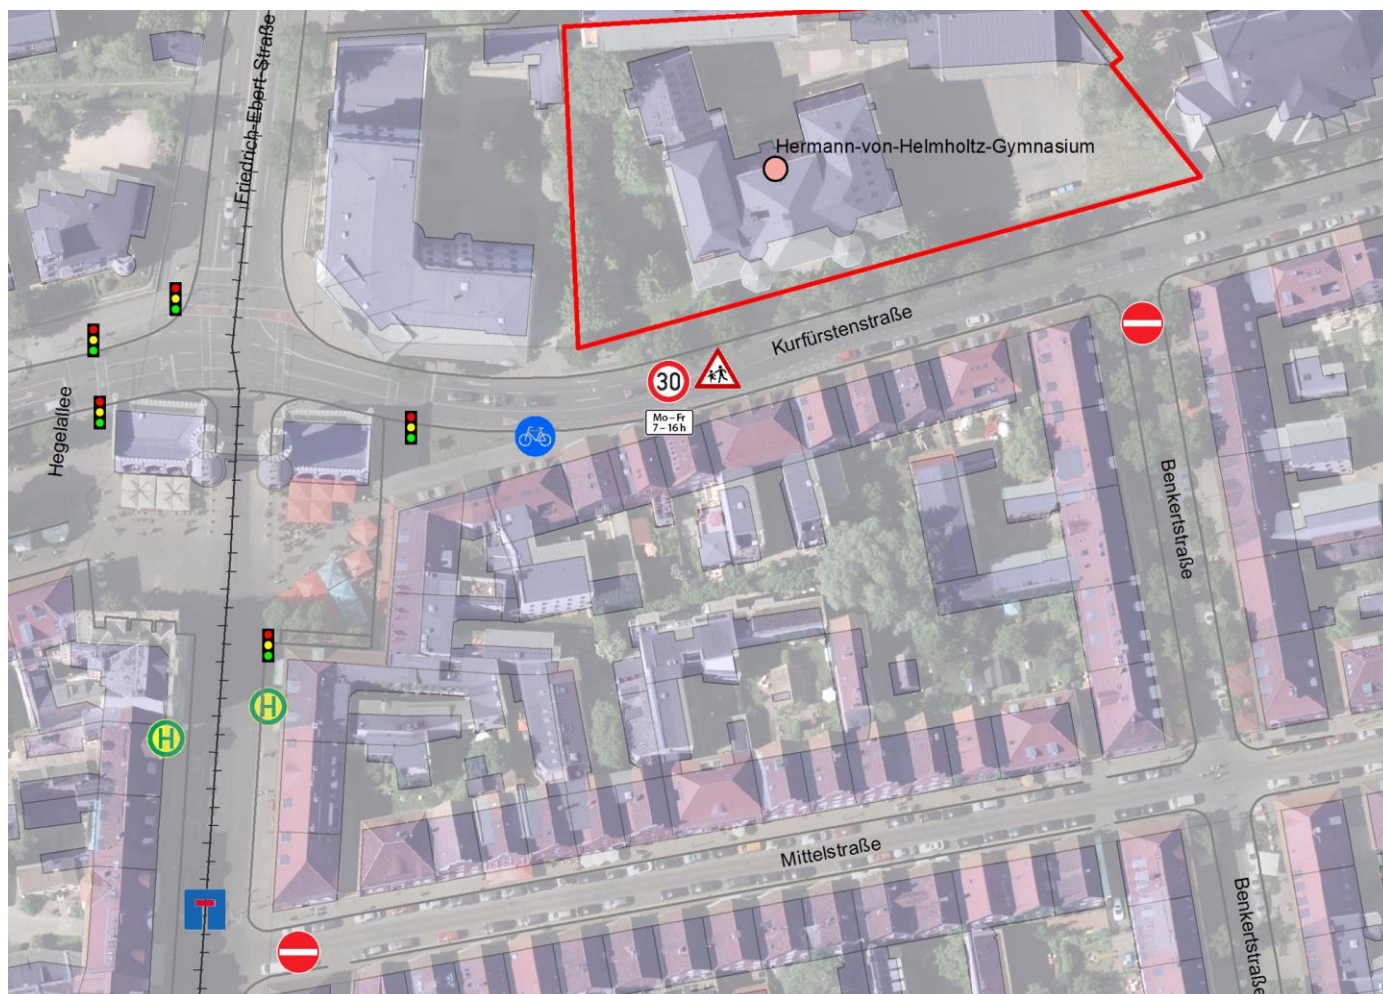 Friedrich-Ebert-Straße
Hermann-von-Helmholtz-Gymnasium
Kurfürstenstraße
30
Mo – Fr
7 – 16 h
Hegelallee
Benkertstraße
H
H
Mittelstraße
Benkertstraße